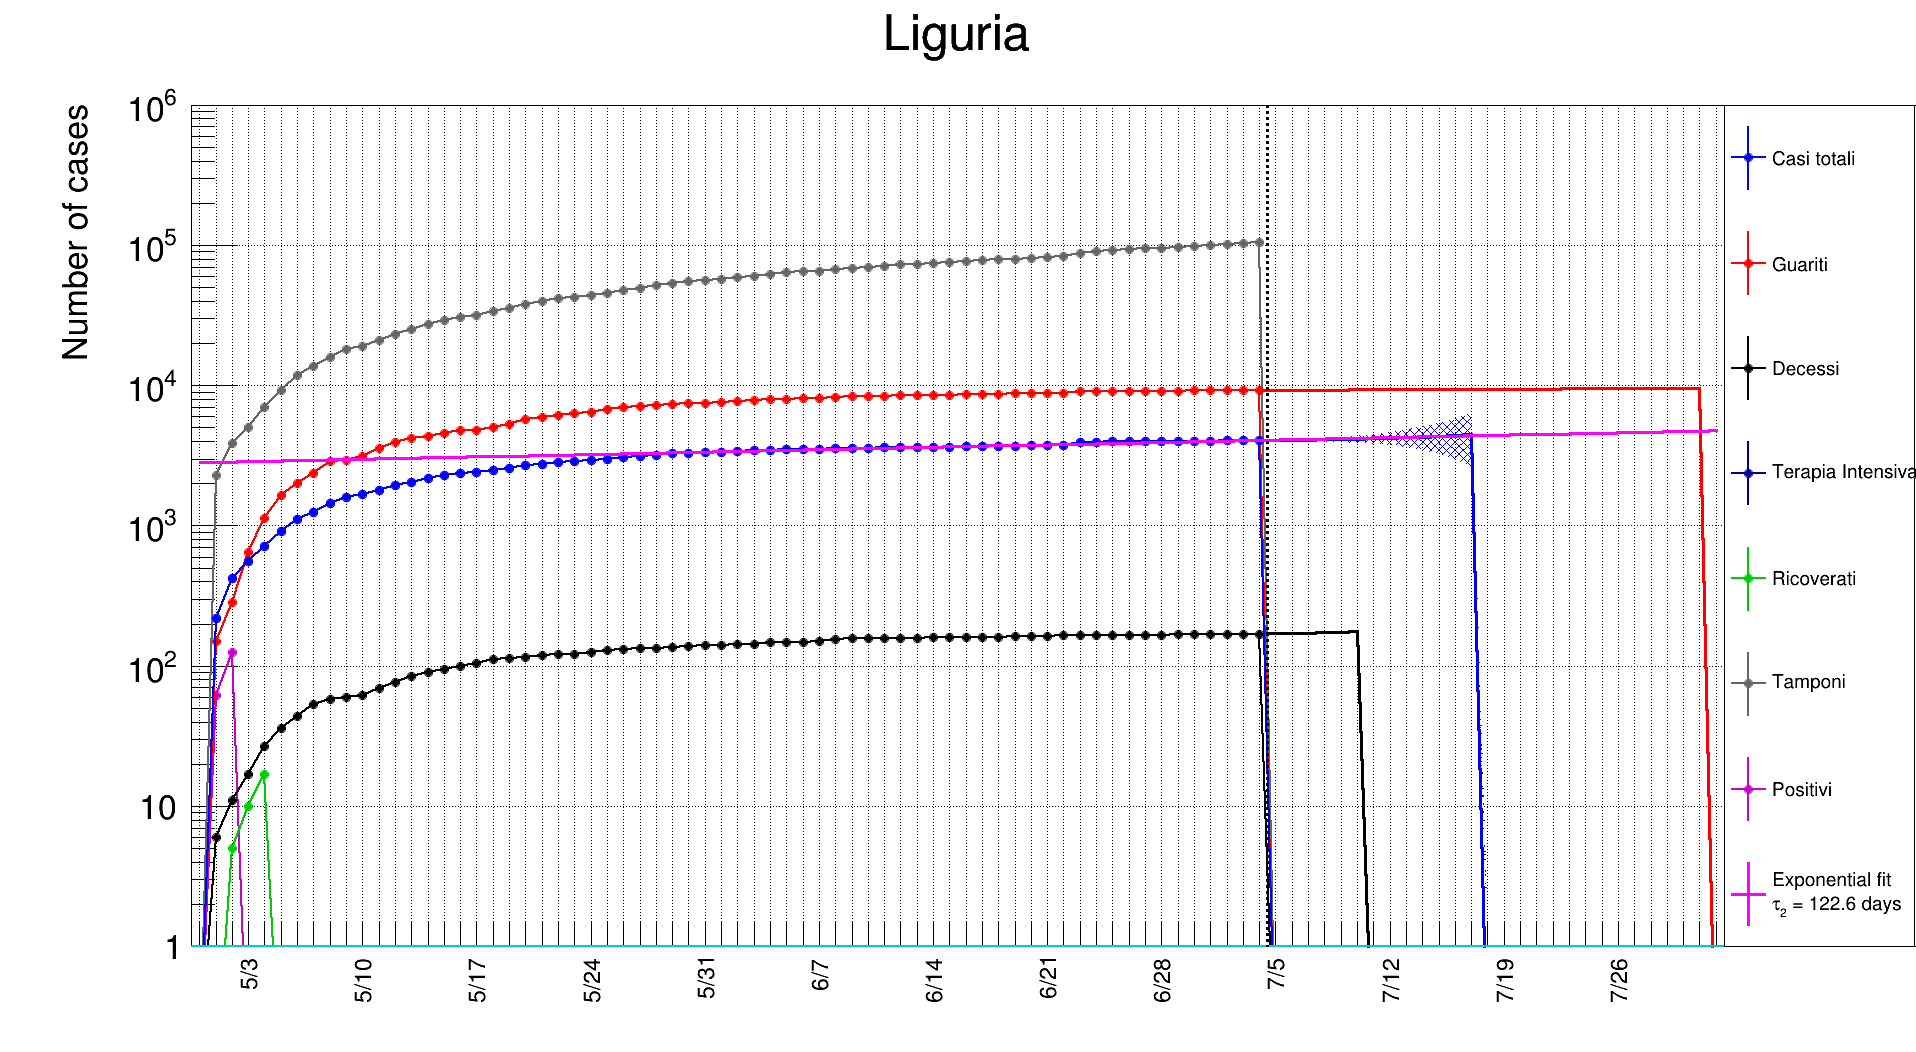 Liguria
Number of cases
10^6
10^5
10^4
10^3
10^2
10
1
5/3
5/10
5/17
5/24
5/31
6/7
6/14
6/21
6/28
7/5
7/12
7/19
7/26
Casi totali
Guariti
Decessi
Terapia Intensiva
Ricoverati
Tamponi
Positivi
Exponential fit
τ₂ = 122.6 days